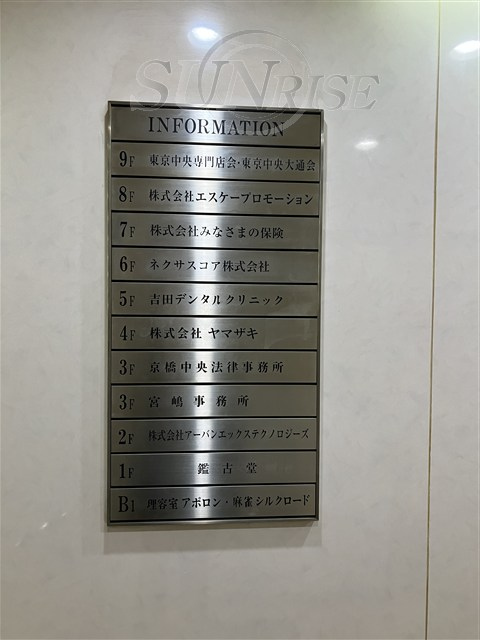 SUNRISE
INFORMATION
9F 東京中央専門店会・東京中央大通会
8F 株式会社エスケープロモーション
7F 株式会社みなさまの保険
6F ネクサスコア株式会社
5F 吉田デンタルクリニック
4F 株式会社 ヤマザキ
3F 京橋中央法律事務所
3F 宮嶋事務所
2F 株式会社アーバンエックステクノロジーズ
1F 鑑古堂
B1 理容室 アポロン・麻雀 シルクロード